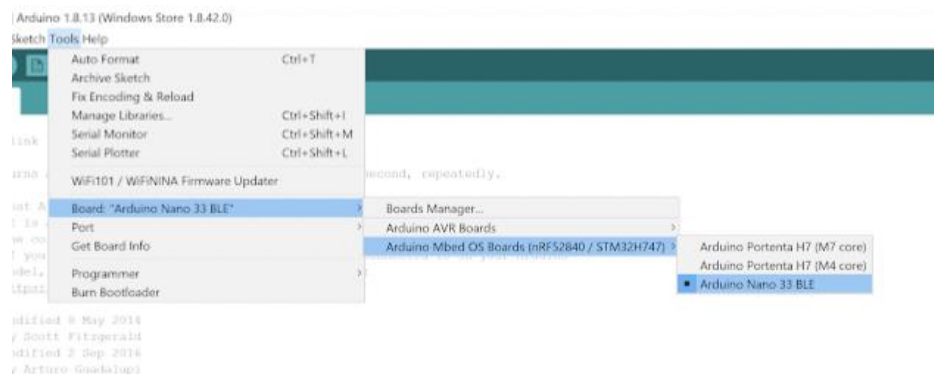 Arduino 1.8.13 (Windows Store 1.8.42.0)
Sketch Tools Help
Auto Format Ctrl+T
Archive Sketch
Fix Encoding & Reload
Manage Libraries... Ctrl+Shift+I
Serial Monitor Ctrl+Shift+M
Serial Plotter Ctrl+Shift+L
WiFi101 / WiFiNINA Firmware Updater
Board: "Arduino Nano 33 BLE"
Port
Get Board Info
Programmer
Burn Bootloader
Boards Manager...
Arduino AVR Boards
Arduino Mbed OS Boards (nRF52840 / STM32H747)
Arduino Portenta H7 (M7 core)
Arduino Portenta H7 (M4 core)
Arduino Nano 33 BLE
link
second, repeatedly.
8 May 2014
Scott Fitzgerald
2 Sep 2016
Arturo Guadalupi